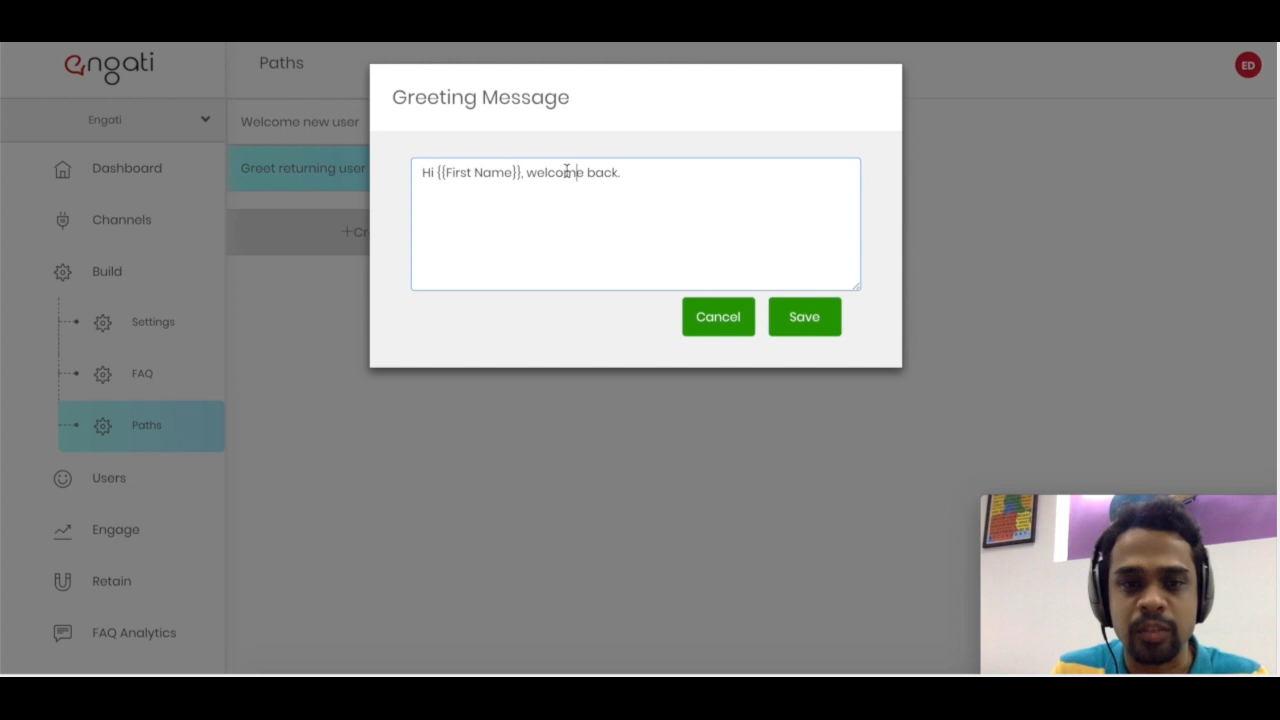 engati
Paths
ED
Greeting Message
Engati
Welcome new user
Hi {{First Name}}, welcome back.
Dashboard
Greet returning user
Channels
+Cr
Build
Cancel
Save
Settings
FAQ
Paths
Users
Engage
Retain
FAQ Analytics